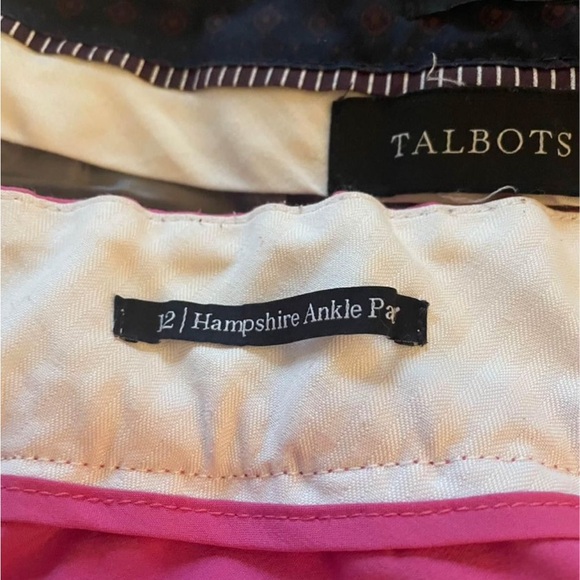 TALBOTS
12 / Hampshire Ankle Pa